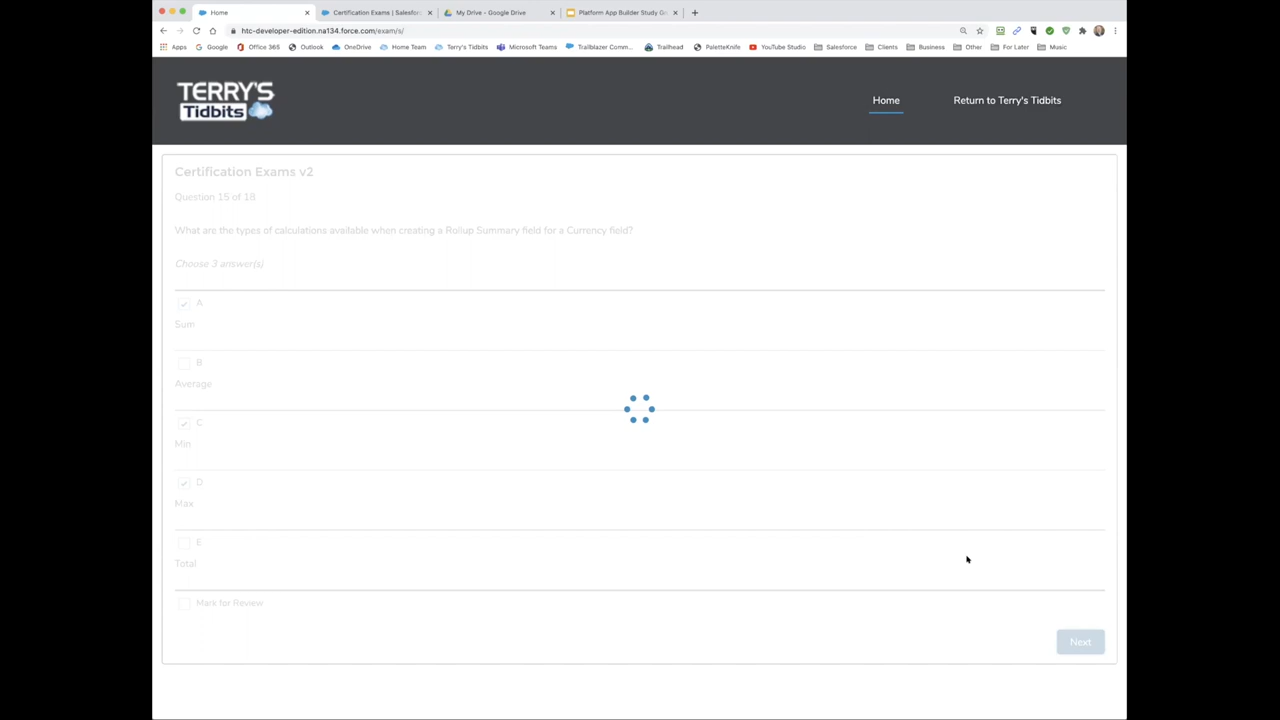 Home
Certification Exams | Salesfor
My Drive - Google Drive
Platform App Builder Study Gu
htc-developer-edition.na134.force.com/exam/s/
Apps
Google
Office 365
Outlook
OneDrive
Home Team
Terry's Tidbits
Microsoft Teams
Trailblazer Comm...
Trailhead
PaletteKnife
YouTube Studio
Salesforce
Clients
Business
Other
For Later
Music
TERRY'S
Tidbits
Home
Return to Terry's Tidbits
Certification Exams v2
Question 15 of 18
What are the types of calculations available when creating a Rollup Summary field for a Currency field?
Choose 3 answer(s)
A
Sum
B
Average
C
Min
D
Max
E
Total
Mark for Review
Next